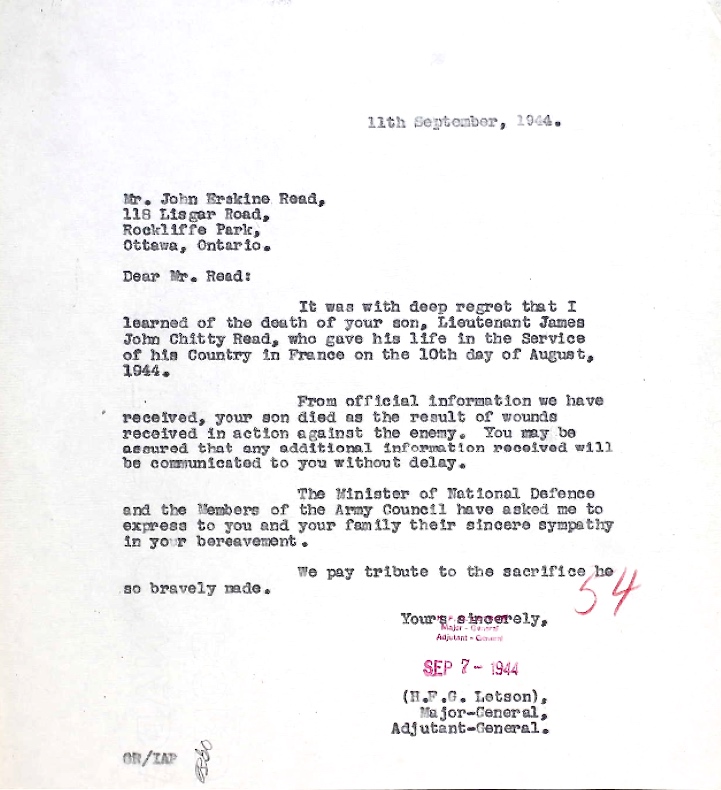 11th September, 1944.
Mr. John Erskine Read,
118 Lisgar Road,
Rockliffe Park,
Ottawa, Ontario.
Dear Mr. Read:
It was with deep regret that I
learned of the death of your son, Lieutenant James
John Chitty Read, who gave his life in the Service
of his Country in France on the 10th day of August,
1944.
From official information we have
received, your son died as the result of wounds
received in action against the enemy. You may be
assured that any additional information received will
be communicated to you without delay.
The Minister of National Defence
and the Members of the Army Council have asked me to
express to you and your family their sincere sympathy
in your bereavement.
We pay tribute to the sacrifice he
so bravely made.
54
Yours sincerely,
Major - General
Adjutant - General
SEP 7 - 1944
(H.F.G. Letson),
Major-General,
Adjutant-General.
OR/IAP